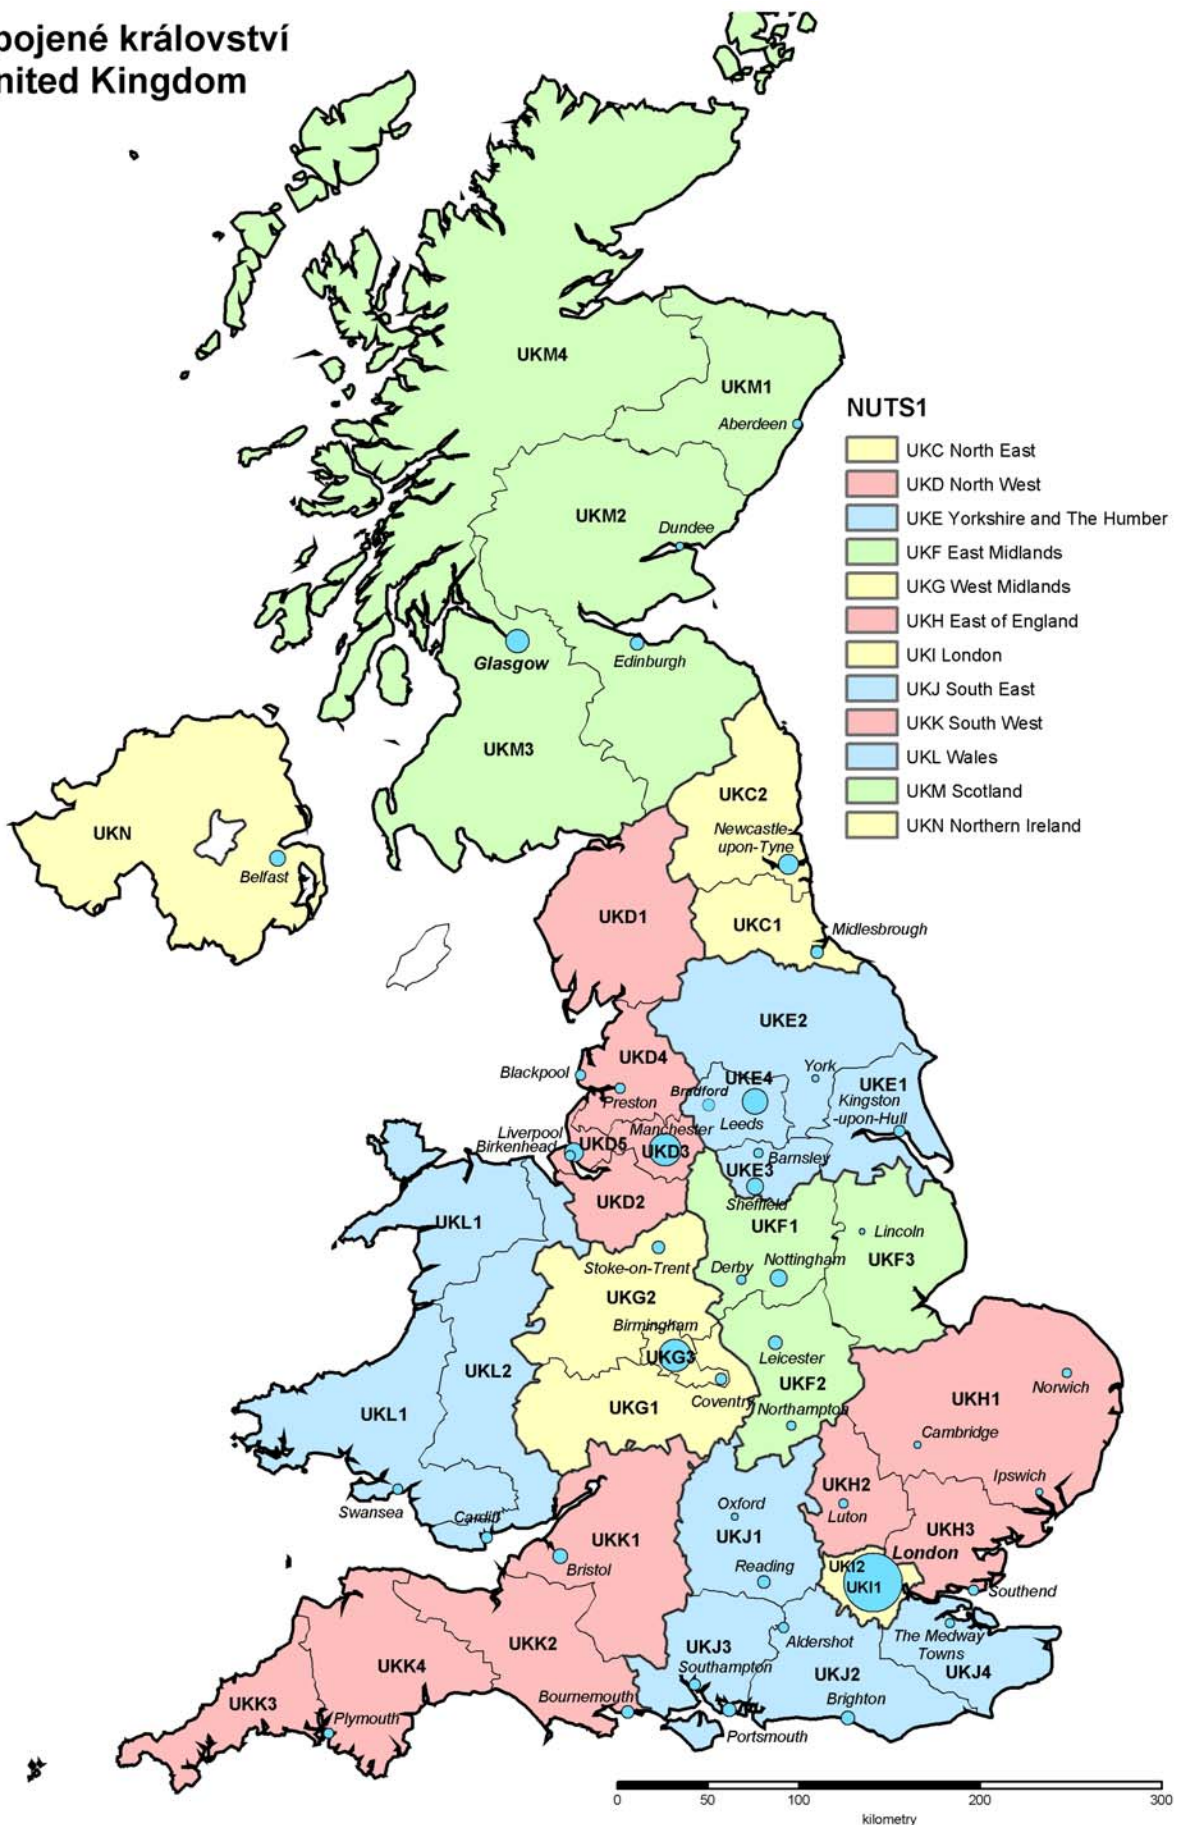 pojené království
nited Kingdom
UKM4
UKM1
Aberdeen
NUTS1
UKC North East
UKD North West
UKE Yorkshire and The Humber
UKF East Midlands
UKG West Midlands
UKH East of England
UKI London
UKJ South East
UKK South West
UKL Wales
UKM Scotland
UKN Northern Ireland
UKM2
Dundee
Glasgow
Edinburgh
UKM3
UKC2
Newcastle-
upon-Tyne
UKN
Belfast
UKD1
UKC1
Midlesbrough
UKE2
UKD4
Blackpool
Preston
Bradford
UKE4
York
UKE1
Kingston
-upon-Hull
Leeds
Liverpool
Birkenhead
UKD5
Manchester
UKD3
Barnsley
UKE3
Sheffield
UKD2
UKL1
UKF1
Lincoln
UKF3
Stoke-on-Trent
Derby
Nottingham
UKG2
Birmingham
UKG3
Leicester
UKL2
UKF2
Coventry
Northampton
UKG1
UKH1
Norwich
Cambridge
UKL1
Swansea
Cardiff
UKH2
Luton
Ipswich
Oxford
UKJ1
UKK1
Bristol
Reading
UKH3
London
UKI2
UKI1
Southend
UKK2
UKJ3
Aldershot
The Medway
Towns
UKK4
Southampton
UKJ2
UKJ4
UKK3
Bournemouth
Brighton
Plymouth
Portsmouth
0 50 100 200 300
kilometry